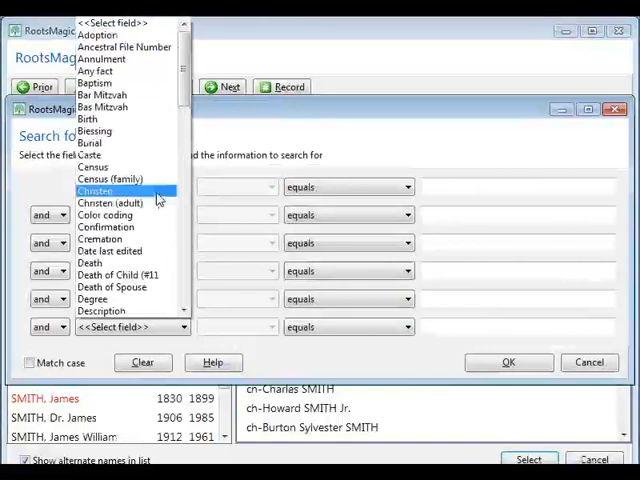 <<Select field>>
Adoption
Ancestral File Number
Annulment
Any fact
Baptism
Bar Mitzvah
Bas Mitzvah
Birth
Blessing
Burial
Caste
Census
Census (family)
Christen
Christen (adult)
Color coding
Confirmation
Cremation
Date last edited
Death
Death of Child (#11
Death of Spouse
Degree
Description
RootsMagic
RootsMag
Prior
Next
Record
RootsMagic
Search fo
Select the fiel
nd the information to search for
equals
and
equals
and
equals
and
equals
and
equals
and
equals
and
<<Select field>>
equals
Match case
Clear
Help
OK
Cancel
SMITH, James 1830 1899
SMITH, Dr. James 1906 1985
SMITH, James William 1912 1961
ch-Charles SMITH
ch-Howard SMITH Jr.
ch-Burton Sylvester SMITH
Show alternate names in list
Select
Cancel